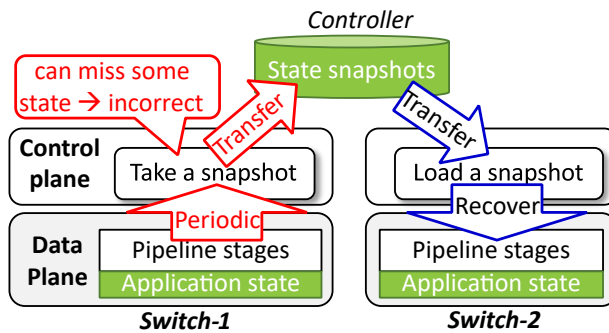 Controller
State snapshots
can miss some
state → incorrect
Transfer
Transfer
Control
plane
Take a snapshot
Load a snapshot
Periodic
Recover
Data
Plane
Pipeline stages
Application state
Pipeline stages
Application state
Switch-1
Switch-2